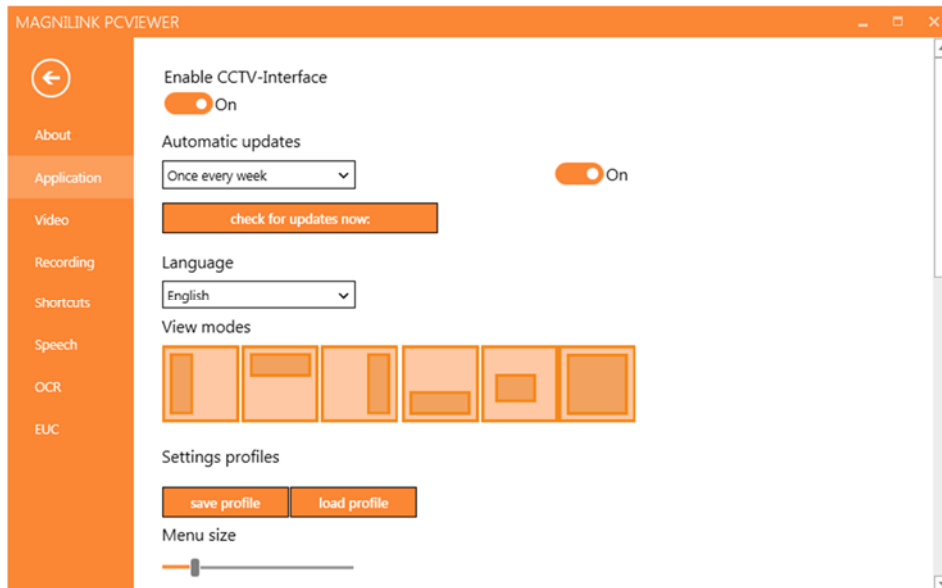 MAGNILINK PCVIEWER
Enable CCTV-Interface
On
About
Automatic updates
Application
Once every week
On
Video
check for updates now:
Recording
Language
Shortcuts
English
View modes
Speech
OCR
EUC
Settings profiles
save profile load profile
Menu size